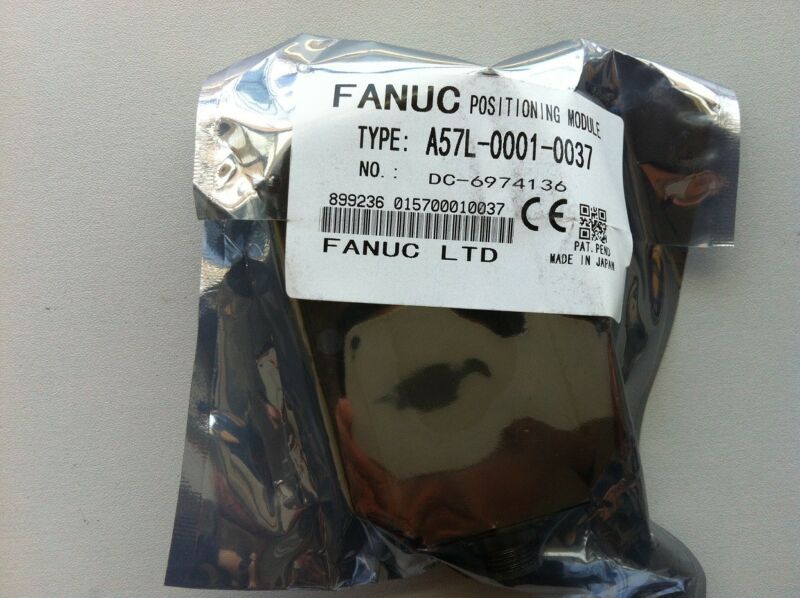 FANUC POSITIONING MODULE
TYPE: A57L-0001-0037
NO.: DC-6974136
899236 015700010037
CE
PAT.PEND
MADE IN JAPAN
FANUC LTD